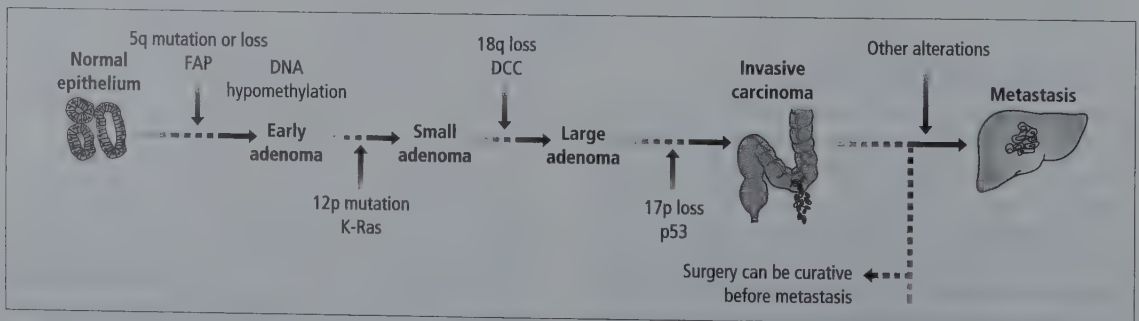 5q mutation or loss
FAP
Normal
epithelium
DNA
hypomethylation
Early
adenoma
12p mutation
K-Ras
Small
adenoma
18q loss
DCC
Large
adenoma
17p loss
p53
Invasive
carcinoma
Other alterations
Metastasis
Surgery can be curative
before metastasis